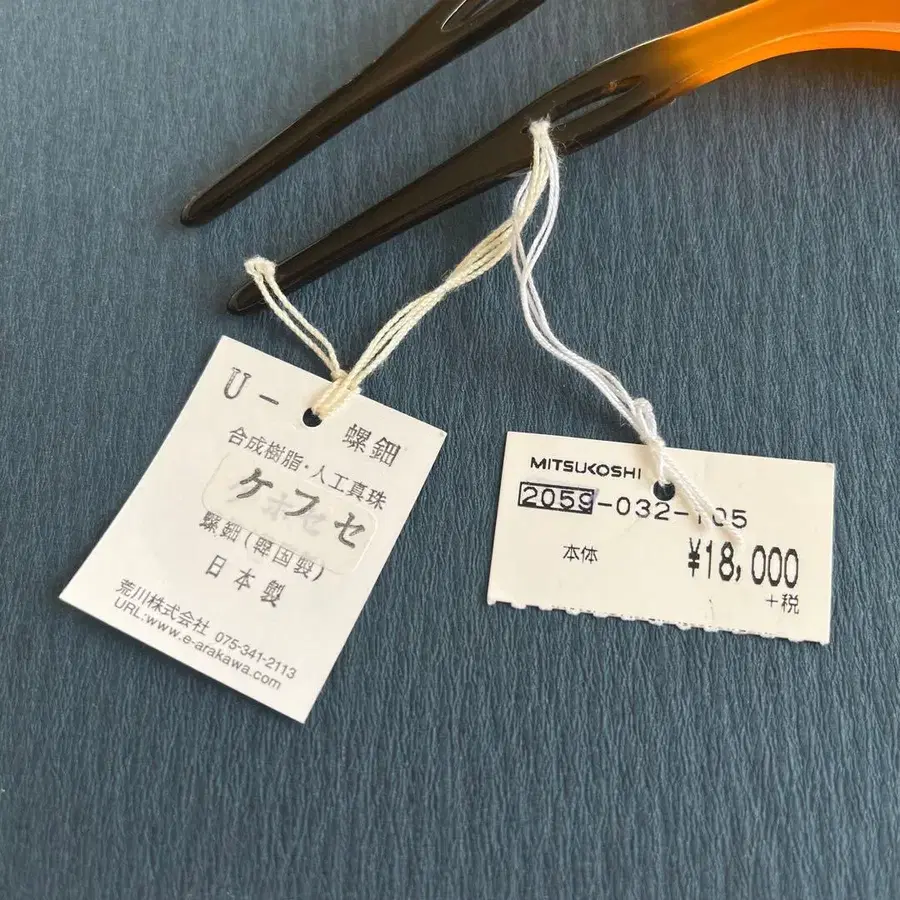 U-
螺鈿
合成樹脂・人工真珠
ケフセ
螺鈿(韓国製)
日本製
荒川株式会社 075-341-2113
URL:www.e-arakawa.com
MITSUKOSHI
2059-032-105
本体 ¥18,000
+税